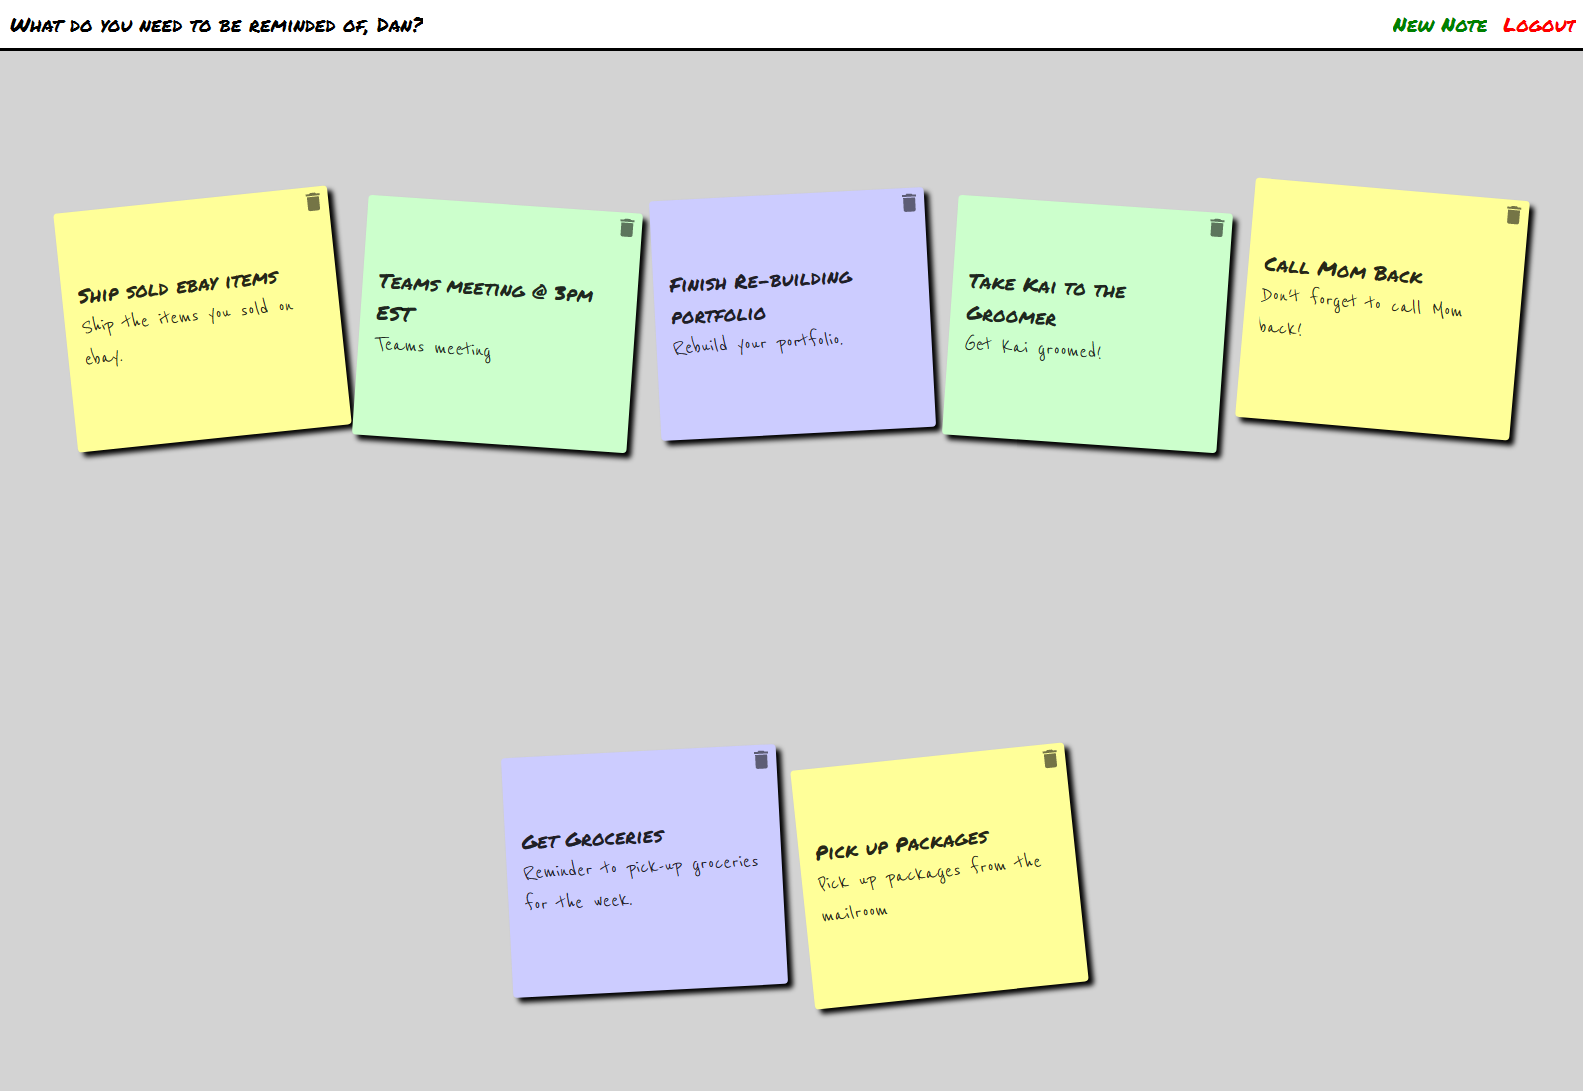 What do you need to be reminded of, Dan?
New Note Logout
Ship sold ebay items
Ship the items you sold on
ebay.
Teams meeting @ 3pm
EST
Teams meeting
Finish Re-building
portfolio
Rebuild your portfolio.
Take Kai to the
Groomer
Get Kai groomed!
Call Mom Back
Don't forget to call Mom
back!
Get Groceries
Reminder to pick-up groceries
for the week.
Pick up Packages
Pick up packages from the
mailroom